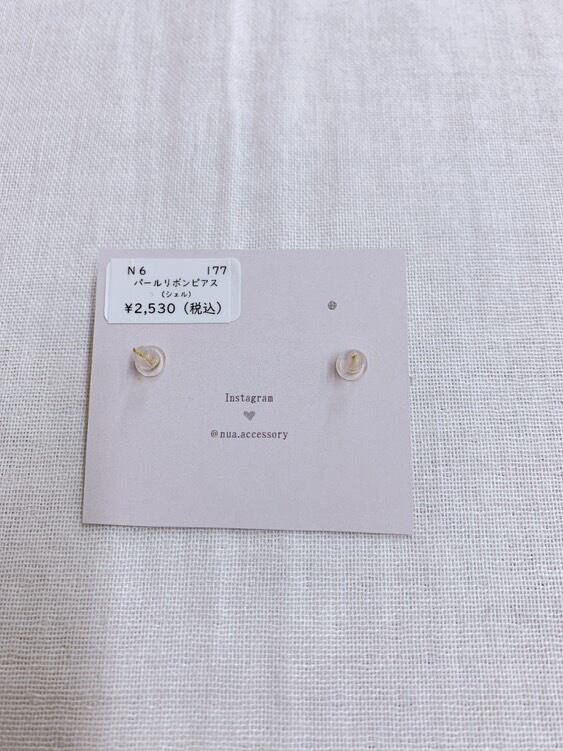 N6 177
パールリボンピアス
(シェル)
¥2,530(税込)
Instagram
@nua.accessory